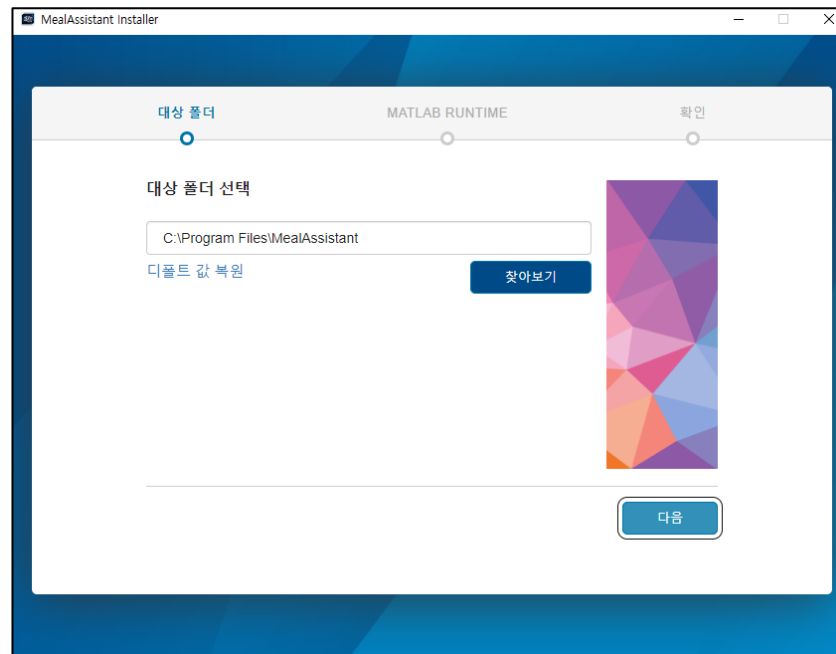 MealAssistant Installer
대상 폴더
MATLAB RUNTIME
확인
대상 폴더 선택
C:\Program Files\MealAssistant
디폴트 값 복원
찾아보기
다음